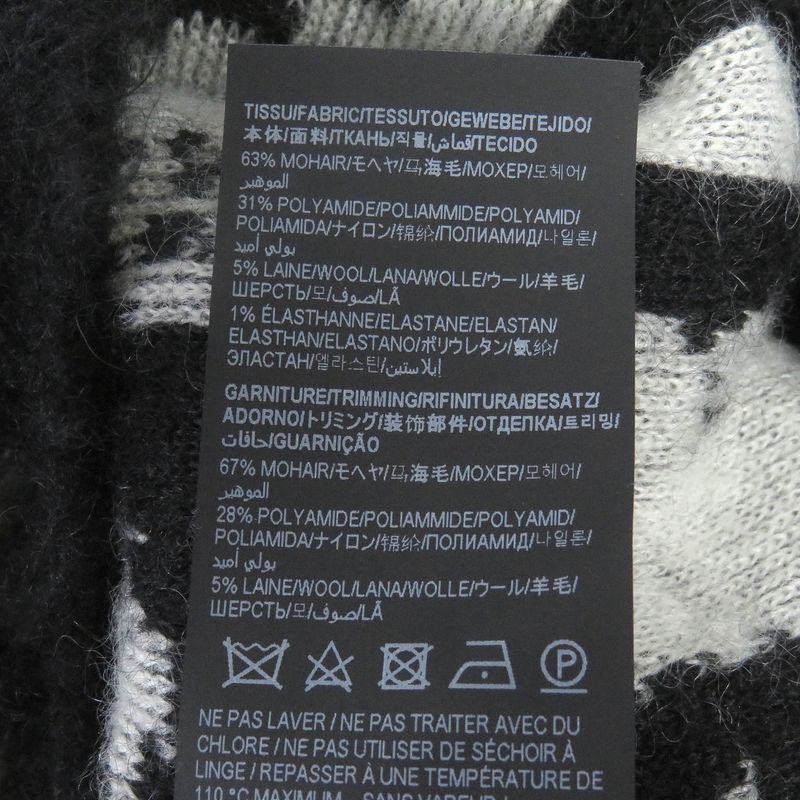 TISSU/FABRIC/TESSUTO/GEWEBE/TEJIDO/
本体/面料/ТКАНЬ/직물/قماش/TECIDO
63% MOHAIR/モヘヤ/马海毛/МОХЕР/모헤어/
الموهير
31% POLYAMIDE/POLIAMMIDE/POLYAMID/
POLIAMIDA/ナイロン/锦纶/ПОЛИАМИД/나일론/
بولي أميد
5% LAINE/WOOL/LANA/WOLLE/ウール/羊毛/
ШЕРСТЬ/모/صوف/LÃ
1% ÉLASTHANNE/ELASTANE/ELASTAN/
ELASTHAN/ELASTANO/ポリウレタン/氨纶/
ЭЛАСТАН/엘라스틴/إيلاستين
GARNITURE/TRIMMING/RIFINITURA/BESATZ/
ADORNO/トリミング/装饰部件/ОТДЕПКА/트리밍/
حافات/GUARNIÇÃO
67% MOHAIR/モヘヤ/马海毛/МОХЕР/모헤어/
الموهير
28% POLYAMIDE/POLIAMMIDE/POLYAMID/
POLIAMIDA/ナイロン/锦纶/ПОЛИАМИД/나일론/
بولي أميد
5% LAINE/WOOL/LANA/WOLLE/ウール/羊毛/
ШЕРСТЬ/모/صوف/LÃ
P
NE PAS LAVER / NE PAS TRAITER AVEC DU
CHLORE / NE PAS UTILISER DE SÉCHOIR À
LINGE / REPASSER À UNE TEMPÉRATURE DE
110 °C MAX SANS VAPEUR /